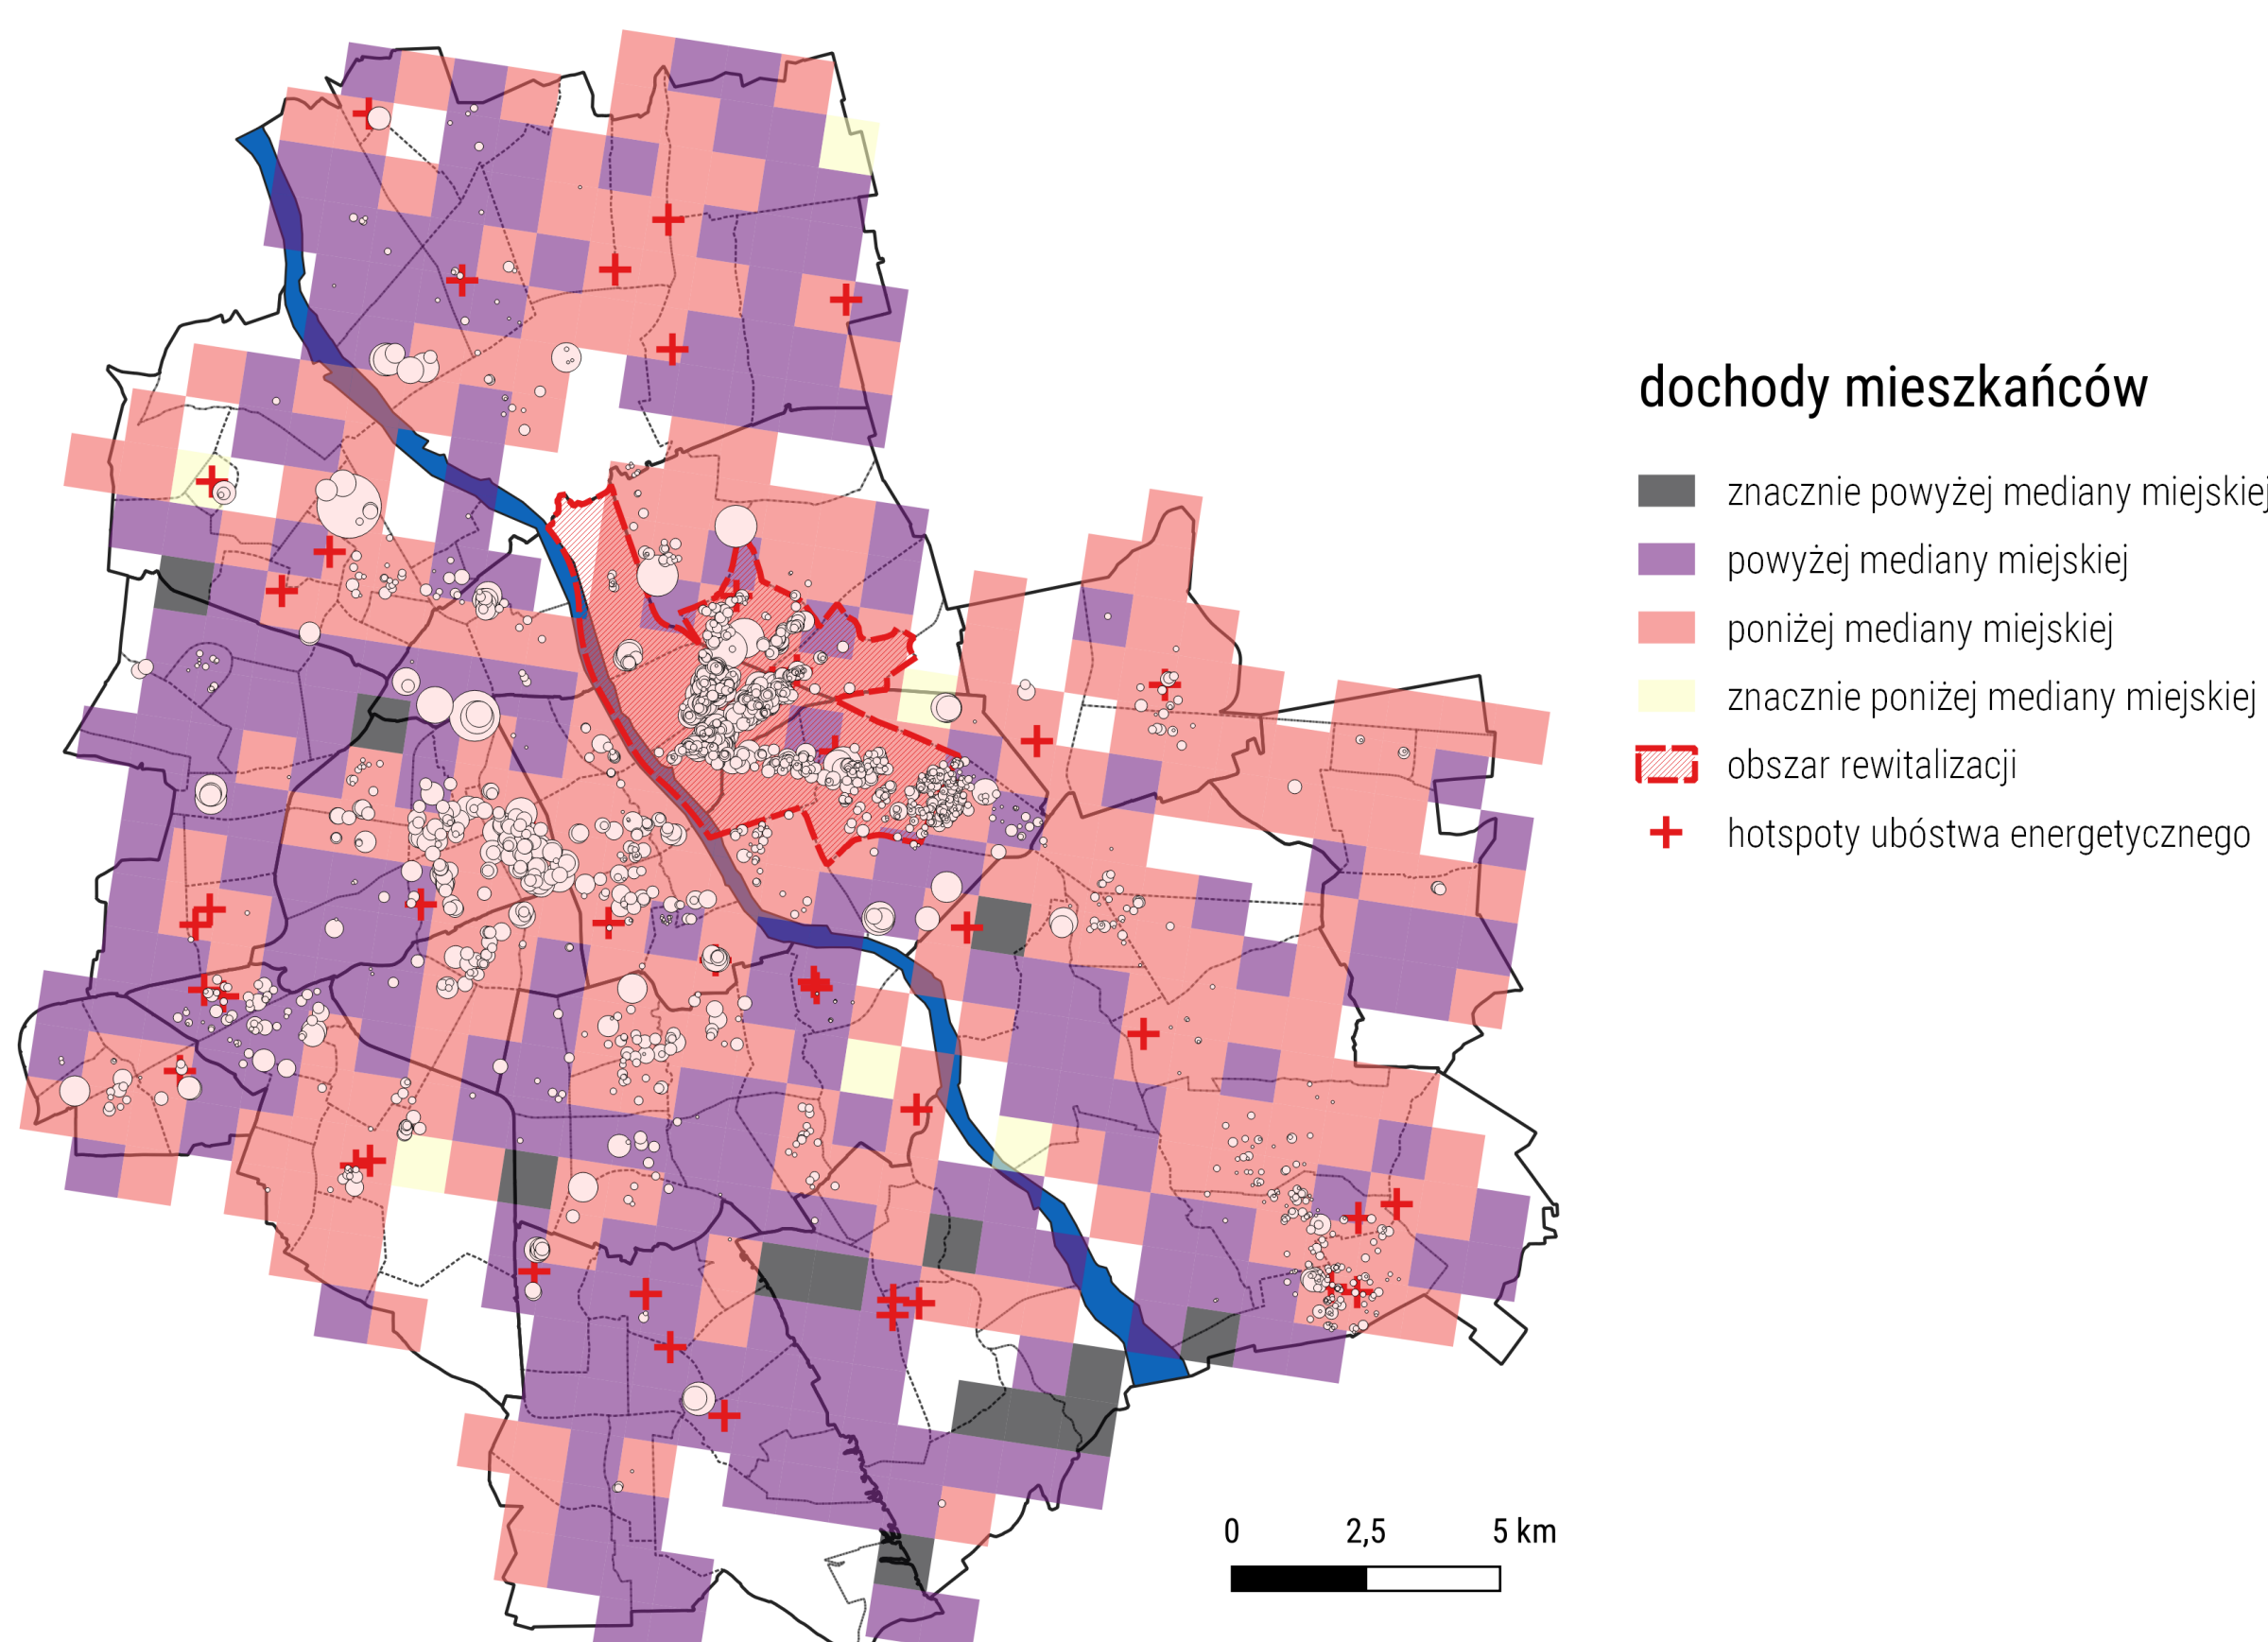 dochody mieszkańców
znacznie powyżej mediany miejskiej
powyżej mediany miejskiej
poniżej mediany miejskiej
znacznie poniżej mediany miejskiej
obszar rewitalizacji
hotspoty ubóstwa energetycznego
0 2,5 5 km